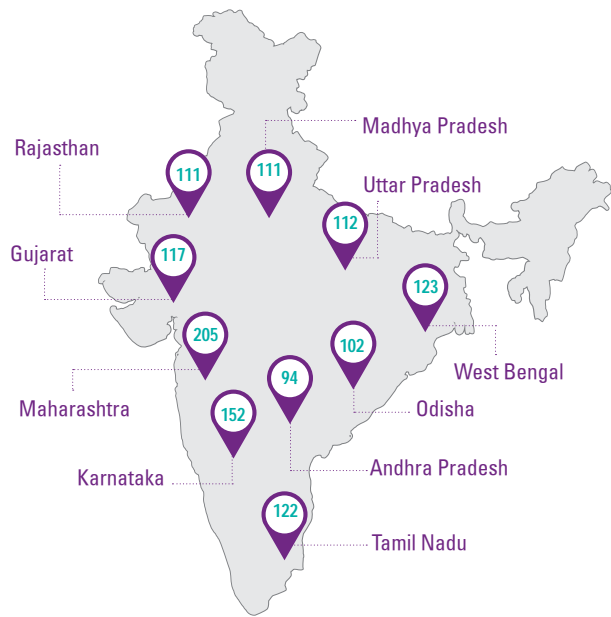 Madhya Pradesh
Rajasthan
111
111
Uttar Pradesh
112
Gujarat
117
123
205
102
West Bengal
94
Maharashtra
152
Odisha
Karnataka
Andhra Pradesh
122
Tamil Nadu